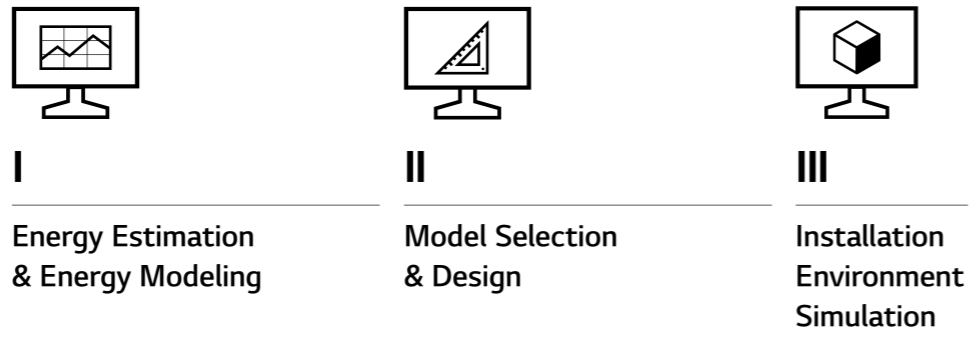 I
Energy Estimation
& Energy Modeling
II
Model Selection
& Design
III
Installation
Environment
Simulation